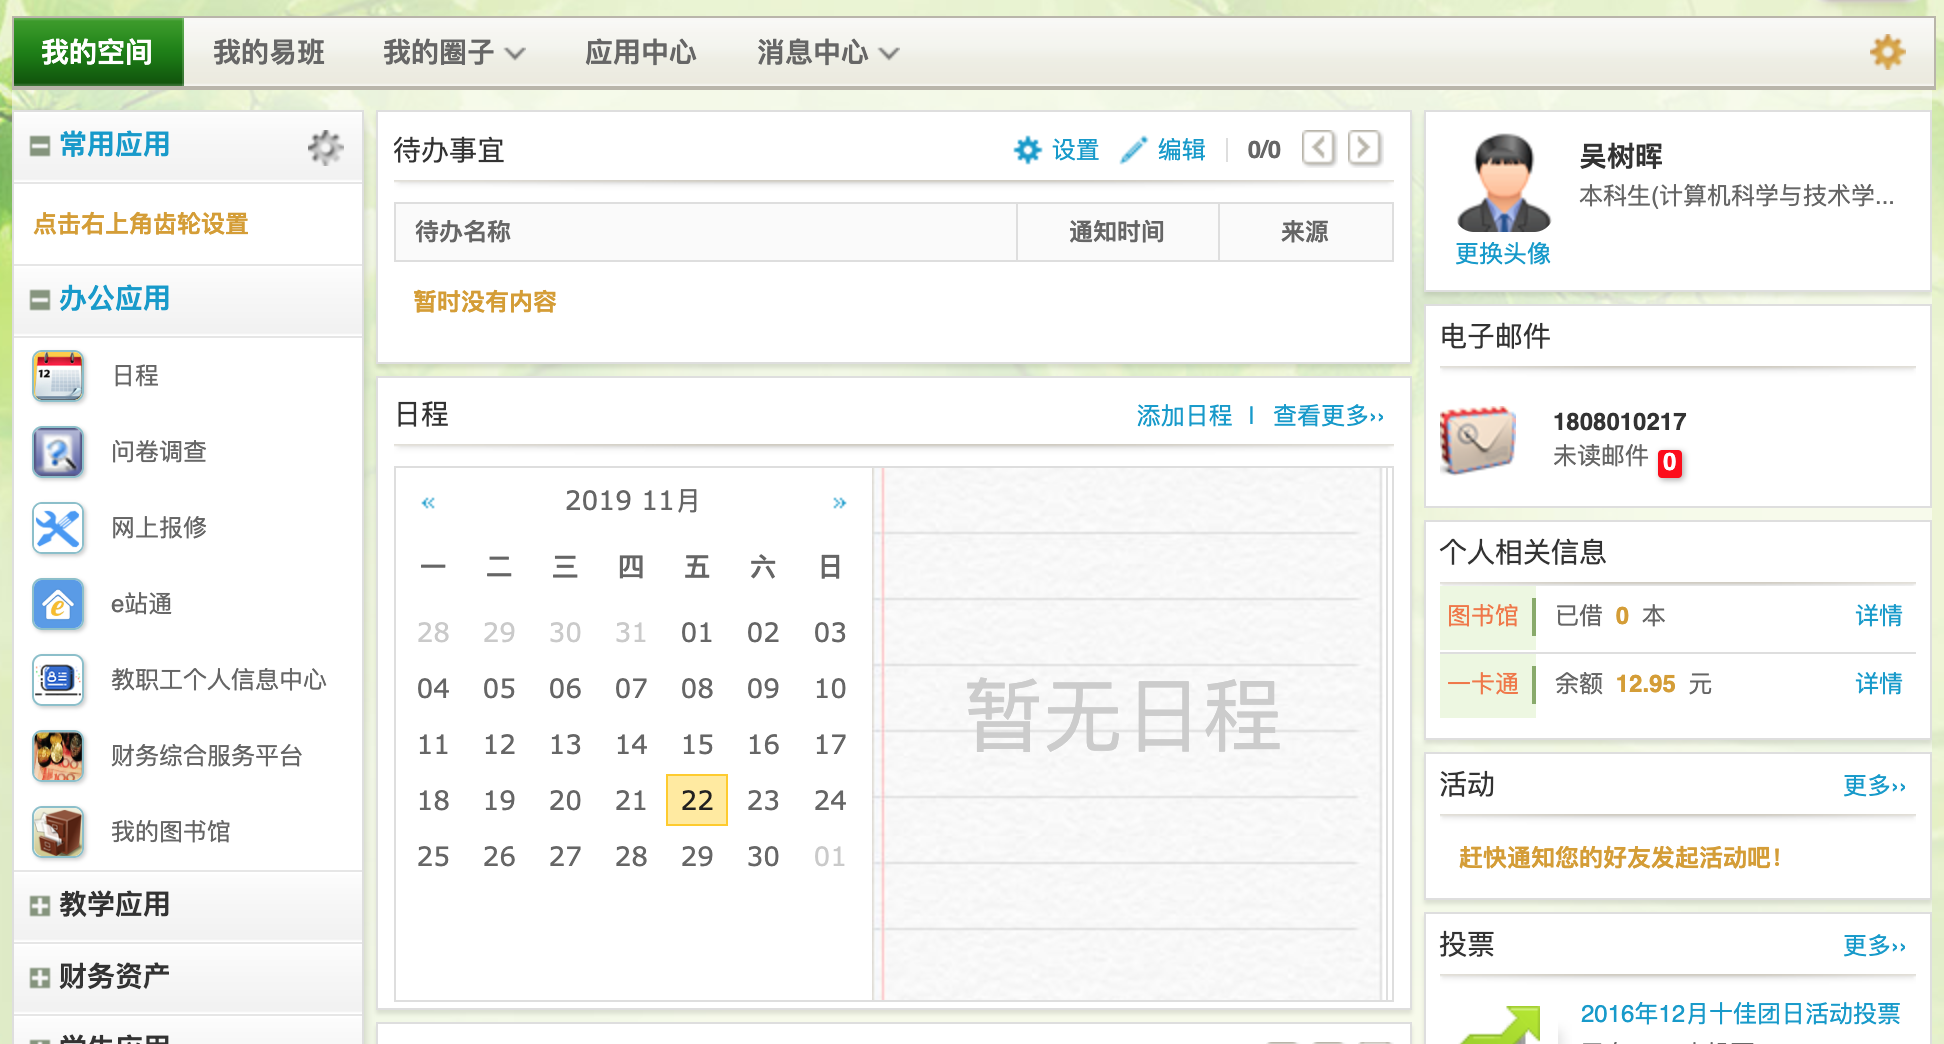 我的空间 我的易班 我的圈子 应用中心 消息中心
常用应用
点击右上角齿轮设置
办公应用
12
日程
问卷调查
网上报修
e站通
教职工个人信息中心
财务综合服务平台
我的图书馆
教学应用
财务资产
学生应用
待办事宜 设置 编辑 0/0
待办名称 通知时间 来源
暂时没有内容
日程 添加日程 | 查看更多››
« 2019 11月 »
一 二 三 四 五 六 日
28 29 30 31 01 02 03
04 05 06 07 08 09 10
11 12 13 14 15 16 17
18 19 20 21 22 23 24
25 26 27 28 29 30 01
暂无日程
吴树晖
本科生(计算机科学与技术学...
更换头像
电子邮件
1808010217
未读邮件 0
个人相关信息
图书馆 已借 0 本 详情
一卡通 余额 12.95 元 详情
活动 更多››
赶快通知您的好友发起活动吧！
投票 更多››
2016年12月十佳团日活动投票